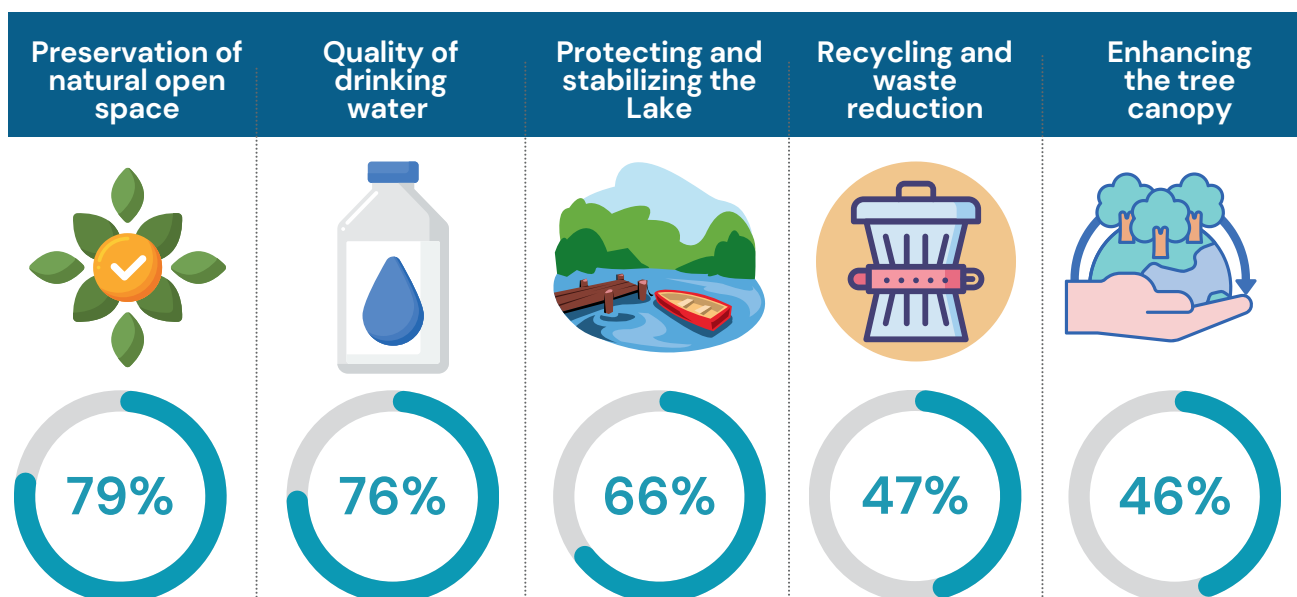 Preservation of
natural open
space
Quality of
drinking
water
Protecting and
stabilizing the
Lake
Recycling and
waste
reduction
Enhancing
the tree
canopy
79%
76%
66%
47%
46%